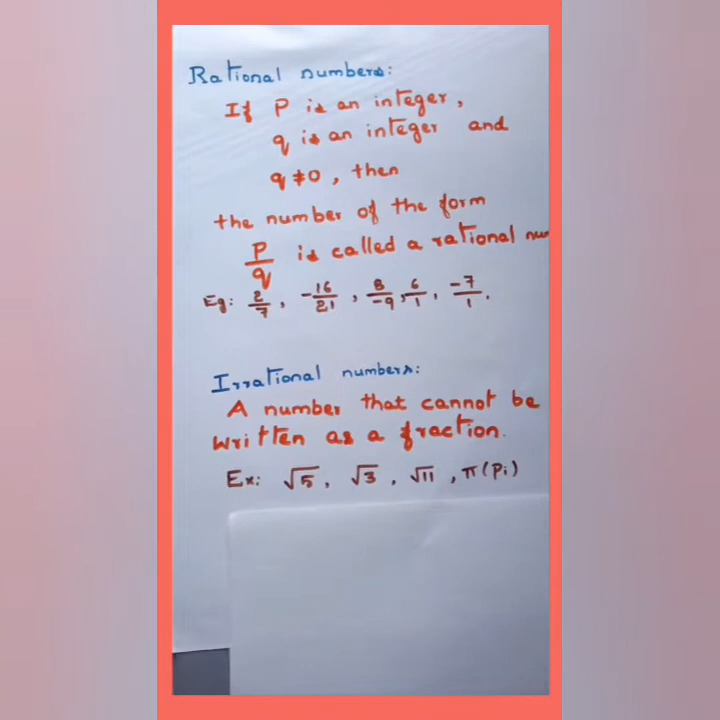 Rational numbers:
If P is an integer,
q is an integer and
q ≠ 0, then
the number of the form
P/q is called a rational
Eg: 2/7, -16/21, 8/-9, 6/1, -7/1.
Irrational numbers:
A number that cannot be
written as a fraction.
Ex: √5, √3, √11, π(Pi)